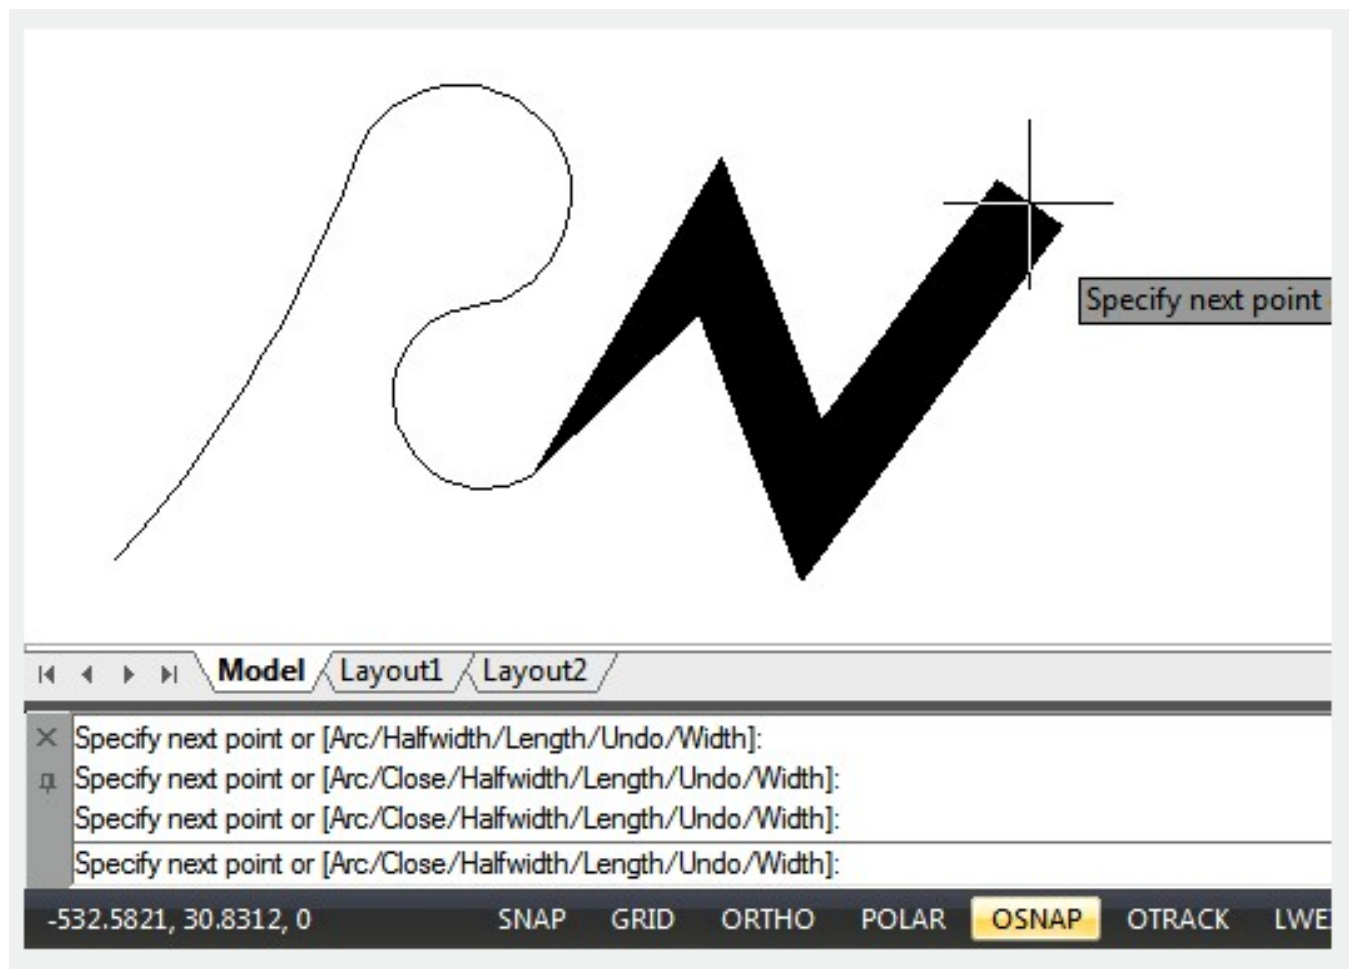 Specify next point
Model Layout1 Layout2
Specify next point or [Arc/Halfwidth/Length/Undo/Width]:
Specify next point or [Arc/Close/Halfwidth/Length/Undo/Width]:
Specify next point or [Arc/Close/Halfwidth/Length/Undo/Width]:
Specify next point or [Arc/Close/Halfwidth/Length/Undo/Width]:
-532.5821, 30.8312, 0 SNAP GRID ORTHO POLAR OSNAP OTRACK